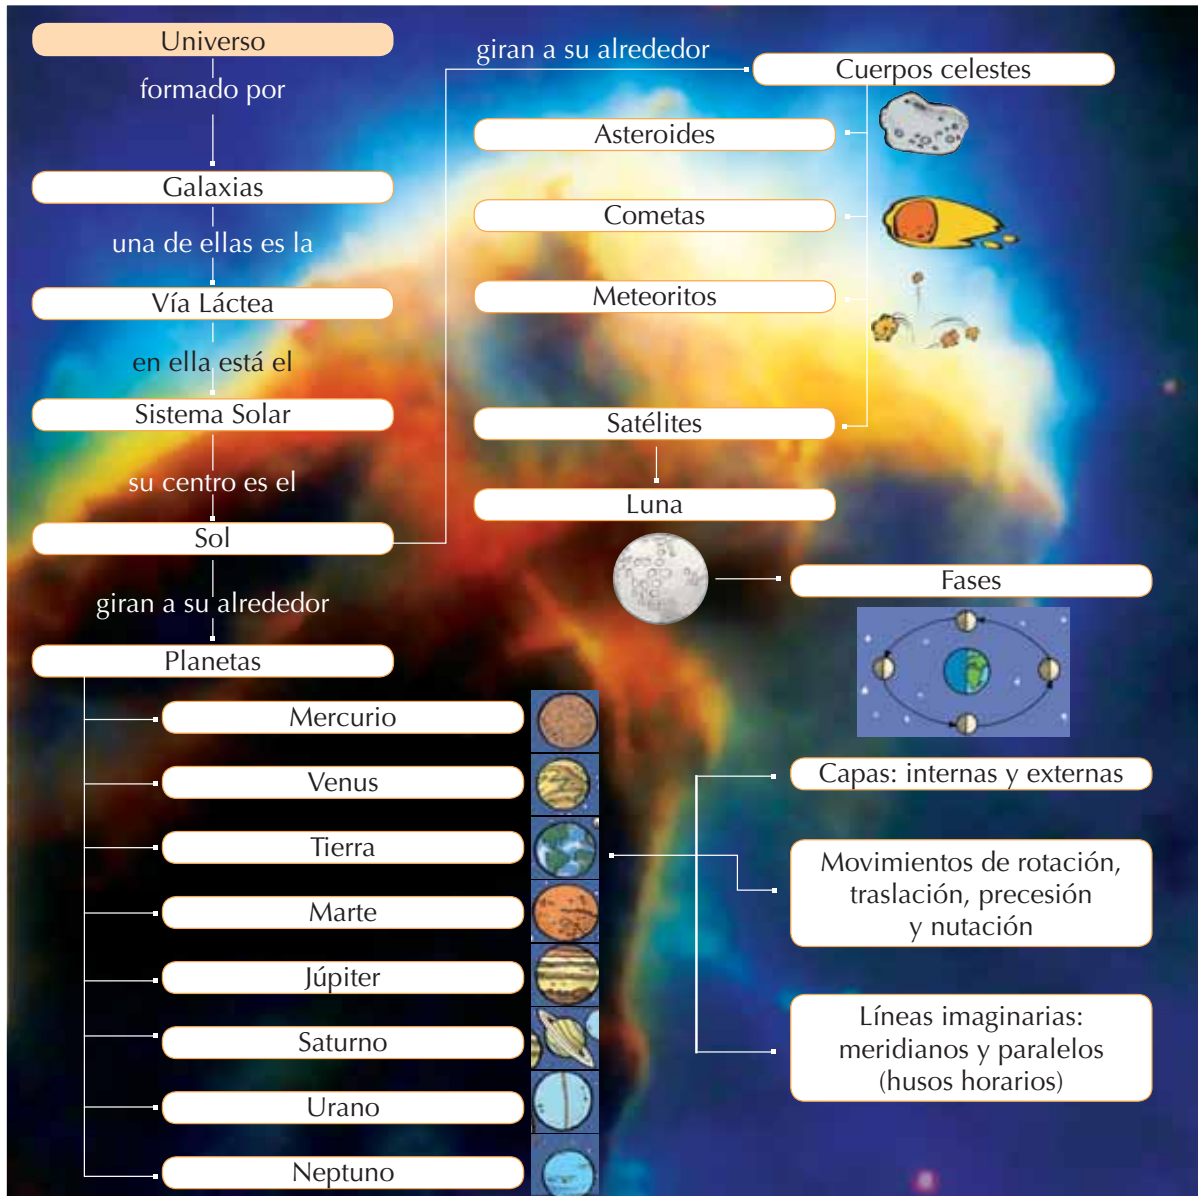 Universo
formado por
Galaxias
una de ellas es la
Vía Láctea
en ella está el
Sistema Solar
su centro es el
Sol
giran a su alrededor
Planetas
Mercurio
Venus
Tierra
Marte
Júpiter
Saturno
Urano
Neptuno
giran a su alrededor
Cuerpos celestes
Asteroides
Cometas
Meteoritos
Satélites
Luna
Fases
Capas: internas y externas
Movimientos de rotación,
traslación, precesión
y nutación
Líneas imaginarias:
meridianos y paralelos
(husos horarios)